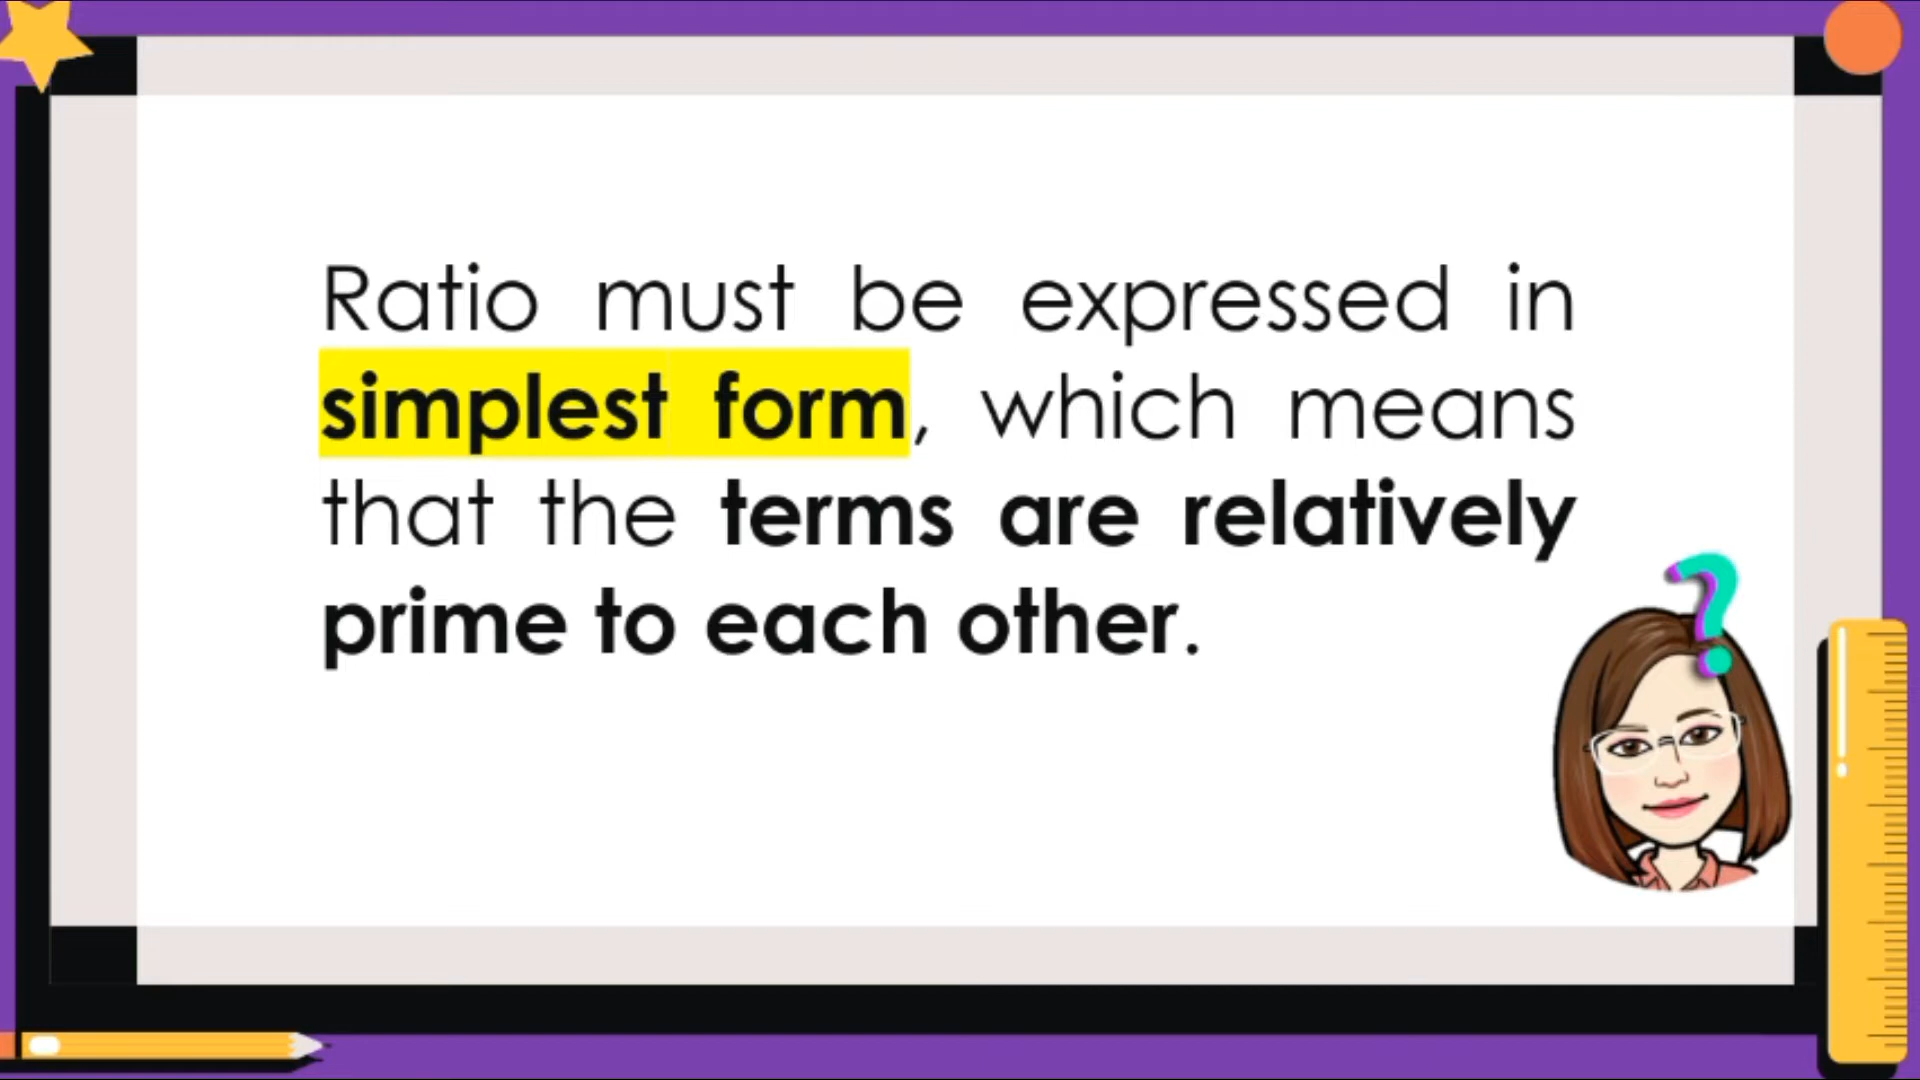 Ratio must be expressed in
simplest form, which means
that the terms are relatively
prime to each other.
?